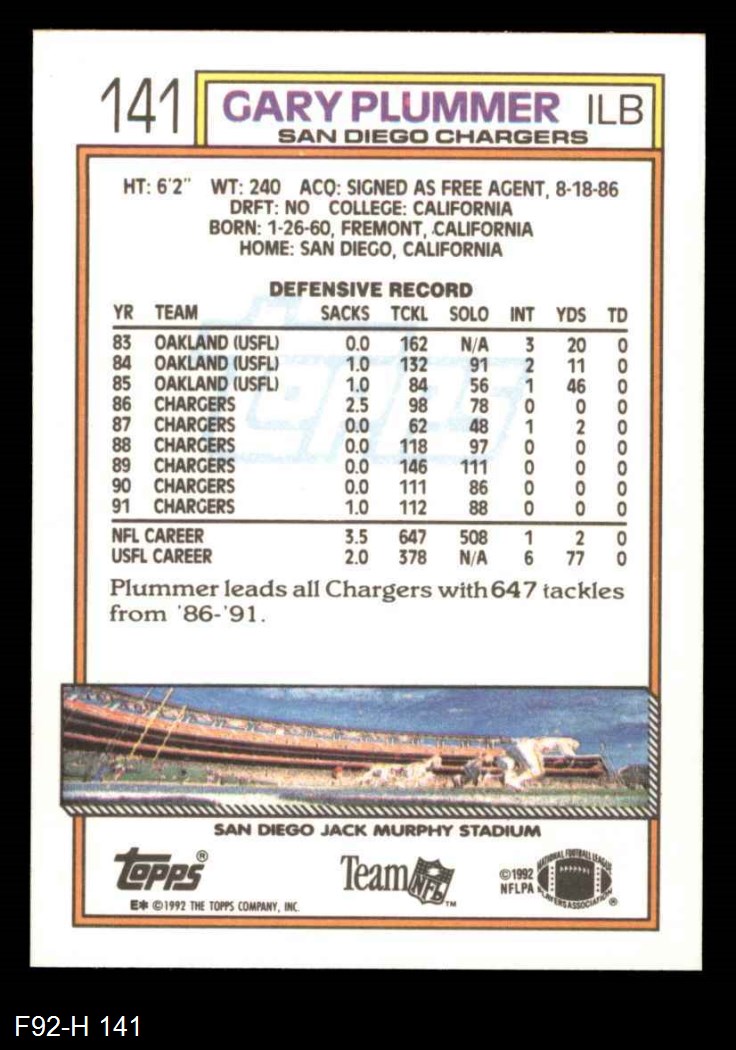 141 GARY PLUMMER ILB
SAN DIEGO CHARGERS
HT: 6'2" WT: 240 ACQ: SIGNED AS FREE AGENT, 8-18-86
DRFT: NO COLLEGE: CALIFORNIA
BORN: 1-26-60, FREMONT, CALIFORNIA
HOME: SAN DIEGO, CALIFORNIA
DEFENSIVE RECORD
YR TEAM SACKS TCKL SOLO INT YDS TD
83 OAKLAND (USFL) 0.0 162 N/A 3 20 0
84 OAKLAND (USFL) 1.0 132 91 2 11 0
85 OAKLAND (USFL) 1.0 84 56 1 46 0
86 CHARGERS 2.5 98 78 0 0 0
87 CHARGERS 0.0 62 48 1 2 0
88 CHARGERS 0.0 118 97 0 0 0
89 CHARGERS 0.0 146 111 0 0 0
90 CHARGERS 0.0 111 86 0 0 0
91 CHARGERS 1.0 112 88 0 0 0
NFL CAREER 3.5 647 508 1 2 0
USFL CAREER 2.0 378 N/A 6 77 0
Topps
Plummer leads all Chargers with 647 tackles
from '86-'91.
SAN DIEGO JACK MURPHY STADIUM
Topps®
Team NFL™
©1992
NFLPA
NATIONAL FOOTBALL LEAGUE
PLAYERS ASSOCIATION ®
E* ©1992 THE TOPPS COMPANY, INC.
F92-H 141